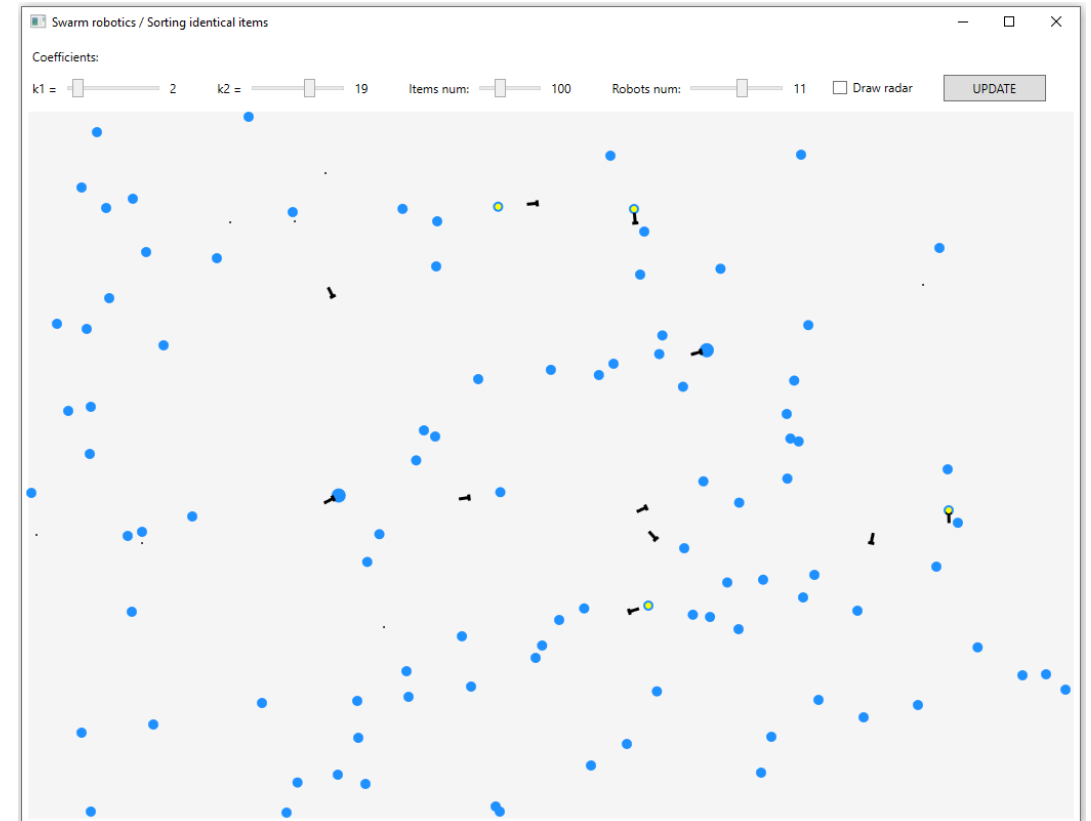 Swarm robotics / Sorting identical items
Coefficients:
k1 = 2 k2 = 19 Items num: 100 Robots num: 11 Draw radar UPDATE